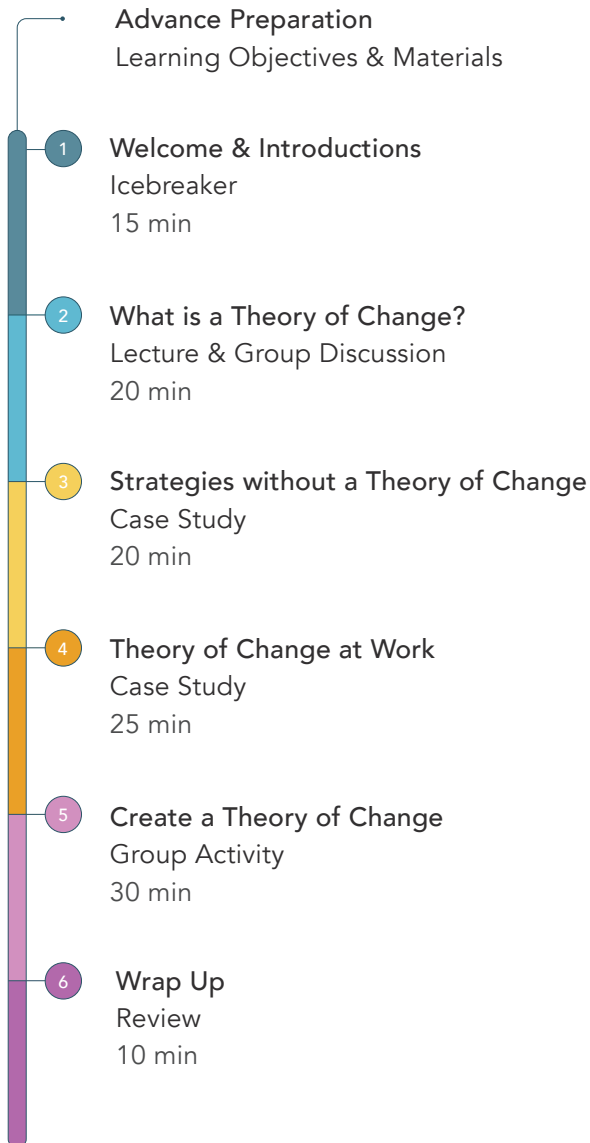 Advance Preparation
Learning Objectives & Materials
1
Welcome & Introductions
Icebreaker
15 min
2
What is a Theory of Change?
Lecture & Group Discussion
20 min
3
Strategies without a Theory of Change
Case Study
20 min
4
Theory of Change at Work
Case Study
25 min
5
Create a Theory of Change
Group Activity
30 min
6
Wrap Up
Review
10 min